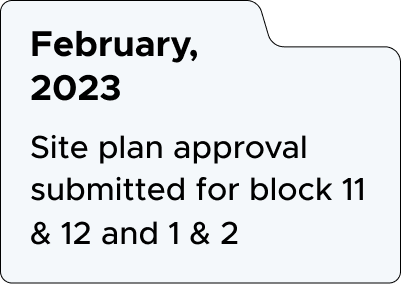 February,
2023
Site plan approval
submitted for block 11
& 12 and 1 & 2